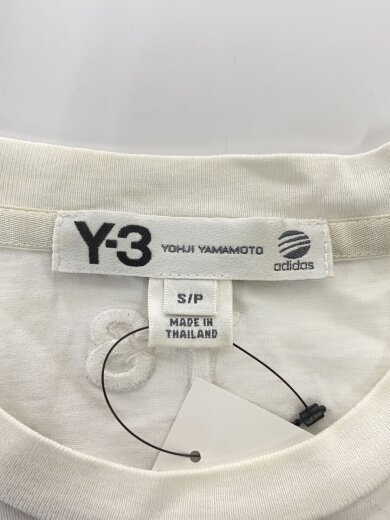 Y-3 YOHJI YAMAMOTO adidas
S/P
MADE IN
THAILAND